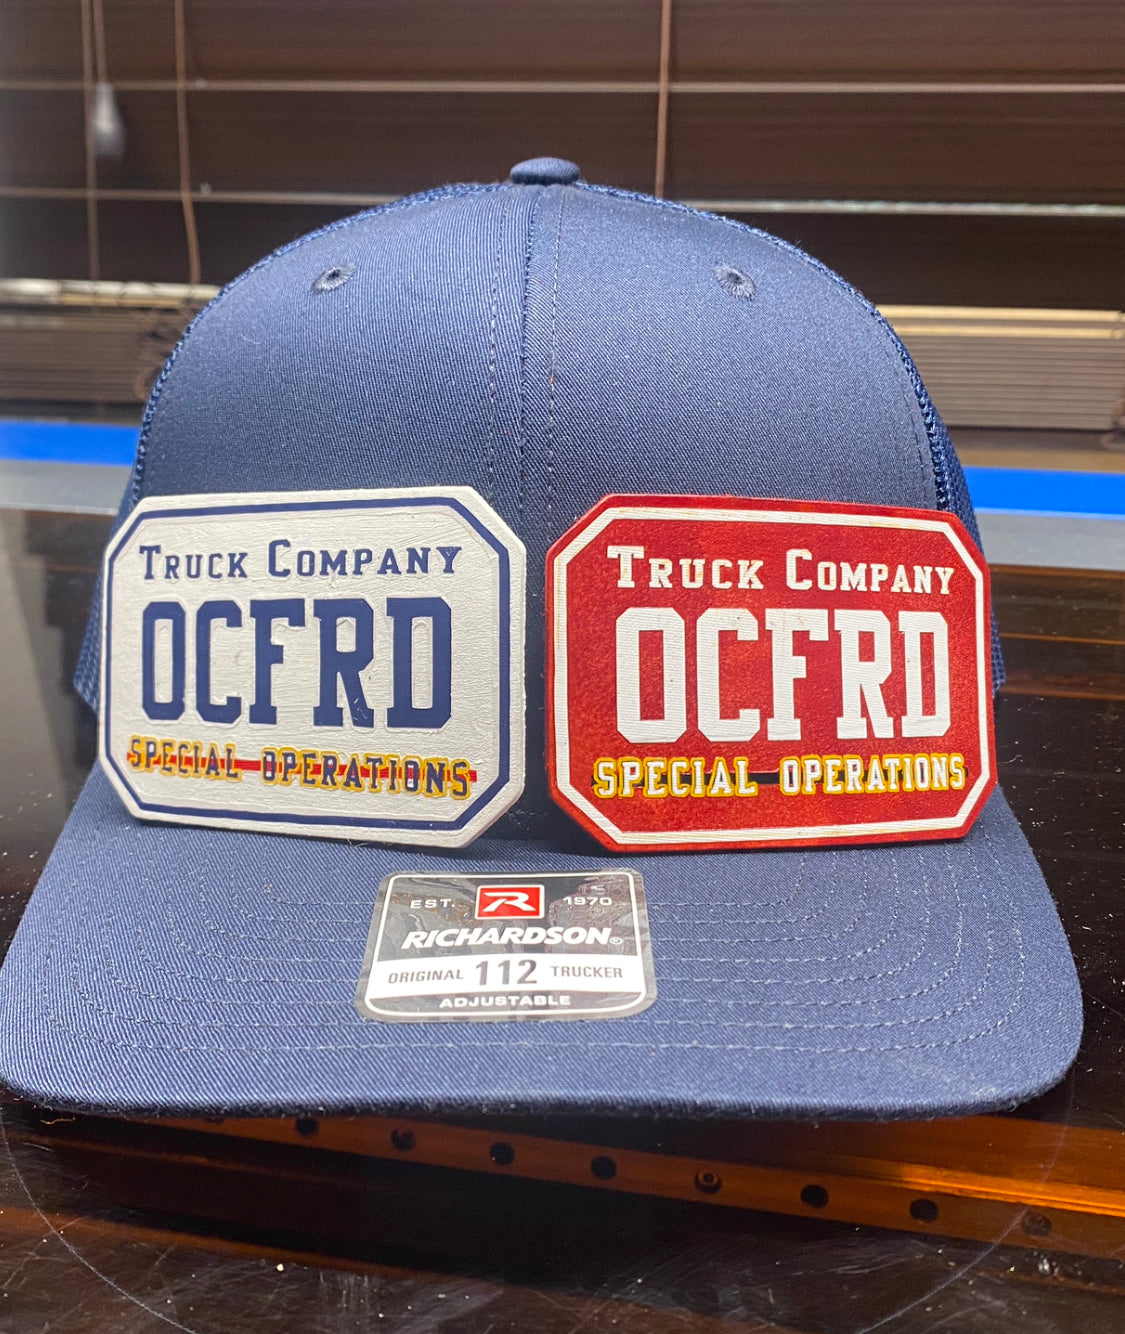 Truck Company
OCFRD
Special Operations
Truck Company
OCFRD
Special Operations
EST. R 1970
RICHARDSON®
ORIGINAL 112 TRUCKER
ADJUSTABLE